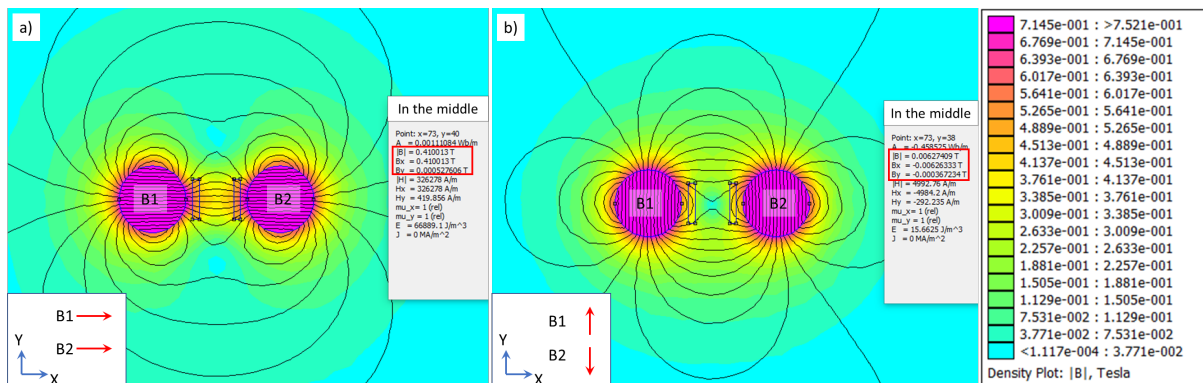 a)
B1
B2
In the middle
Point: x=73, y=40
A = 0.00111084 Wb/m
|B| = 0.410013 T
Bx = 0.410013 T
By = 0.000527606 T
|H| = 326278 A/m
Hx = 326278 A/m
Hy = 419.856 A/m
mu_x= 1 (rel)
mu_y = 1 (rel)
E = 66889.1 J/m^3
J = 0 MA/m^2
B1
B2
Y
X
b)
B1
B2
In the middle
Point: x=73, y=38
A = -0.458525 Wb/m
|B| = 0.00627409 T
Bx = -0.00626333 T
By = -0.000367234 T
|H| = 4992.76 A/m
Hx = -4984.2 A/m
Hy = -292.235 A/m
mu_x= 1 (rel)
mu_y = 1 (rel)
E = 15.6625 J/m^3
J = 0 MA/m^2
B1
B2
Y
X
7.145e-001 : >7.521e-001
6.769e-001 : 7.145e-001
6.393e-001 : 6.769e-001
6.017e-001 : 6.393e-001
5.641e-001 : 6.017e-001
5.265e-001 : 5.641e-001
4.889e-001 : 5.265e-001
4.513e-001 : 4.889e-001
4.137e-001 : 4.513e-001
3.761e-001 : 4.137e-001
3.385e-001 : 3.761e-001
3.009e-001 : 3.385e-001
2.633e-001 : 3.009e-001
2.257e-001 : 2.633e-001
1.881e-001 : 2.257e-001
1.505e-001 : 1.881e-001
1.129e-001 : 1.505e-001
7.531e-002 : 1.129e-001
3.771e-002 : 7.531e-002
<1.117e-004 : 3.771e-002
Density Plot: |B|, Tesla